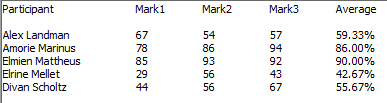 Participant Mark1 Mark2 Mark3 Average
Alex Landman 67 54 57 59.33%
Amorie Marinus 78 86 94 86.00%
Elmien Mattheus 85 93 92 90.00%
Elrine Mellet 29 56 43 42.67%
Divan Scholtz 44 56 67 55.67%